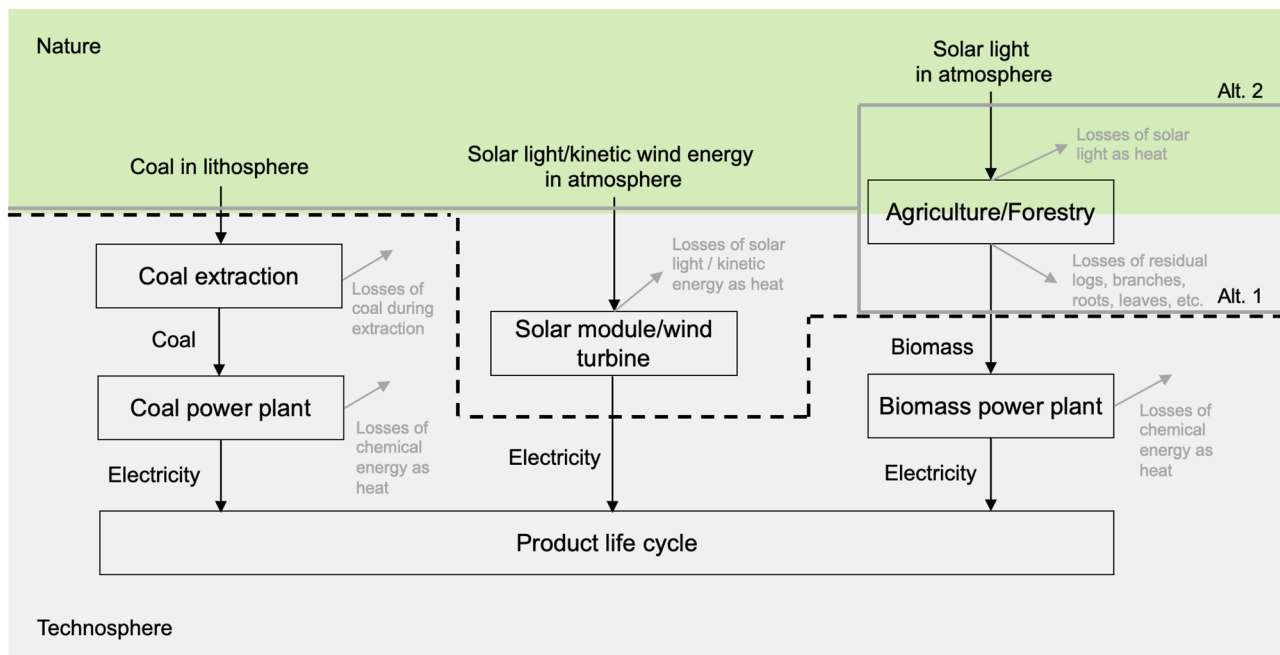 Nature
Solar light
in atmosphere
Alt. 2
Losses of solar
light as heat
Coal in lithosphere
Solar light/kinetic wind energy
in atmosphere
Agriculture/Forestry
Coal extraction
Losses of
coal during
extraction
Losses of solar
light / kinetic
energy as heat
Losses of residual
logs, branches,
roots, leaves, etc.
Alt. 1
Coal
Solar module/wind
turbine
Biomass
Coal power plant
Losses of
chemical
energy as
heat
Biomass power plant
Losses of
chemical
energy as
heat
Electricity
Electricity
Electricity
Product life cycle
Technosphere